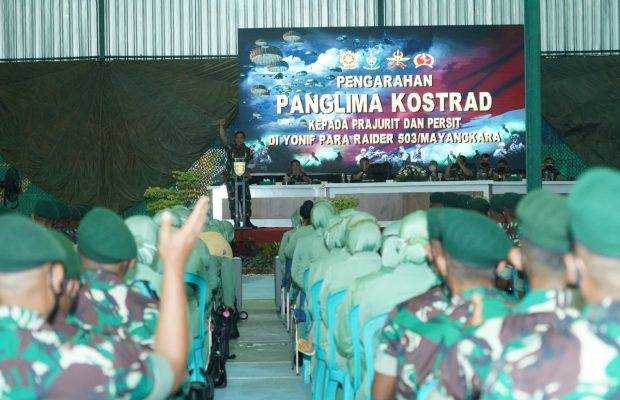 PENGARAHAN
PANGLIMA KOSTRAD
KEPADA PRAJURIT DAN PERSIT
DI YONIF PARA RAIDER 503/MAYANGKARA